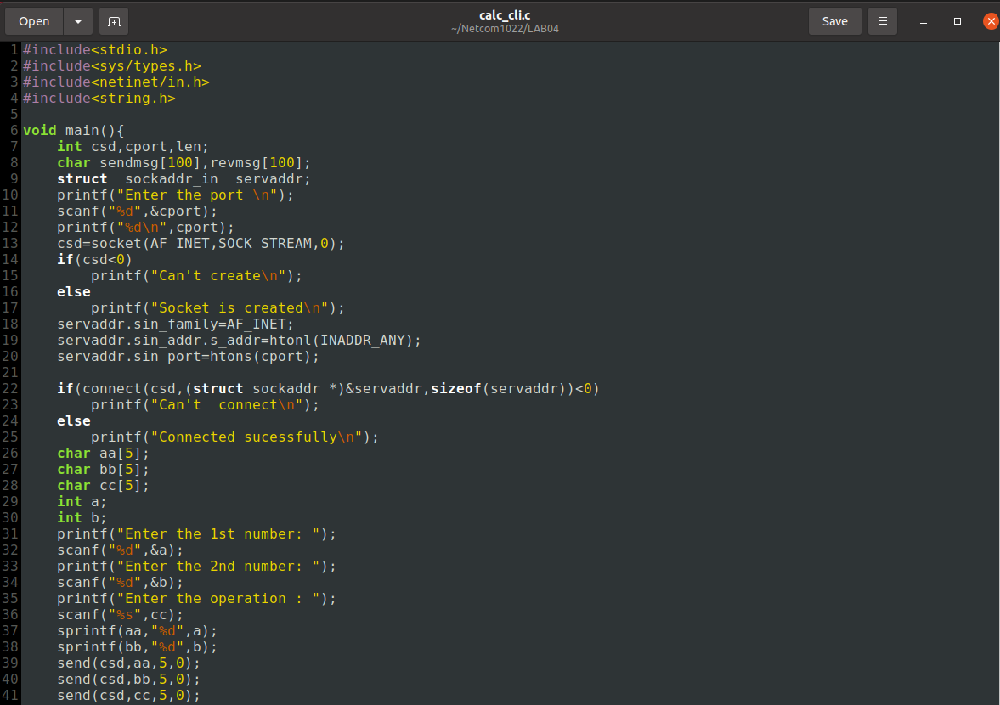 Open
calc_cli.c
~/Netcom1022/LAB04
Save
1 #include<stdio.h>
2 #include<sys/types.h>
3 #include<netinet/in.h>
4 #include<string.h>
5
6 void main(){
7     int csd,cport,len;
8     char sendmsg[100],revmsg[100];
9     struct  sockaddr_in  servaddr;
10     printf("Enter the port \n");
11     scanf("%d",&cport);
12     printf("%d\n",cport);
13     csd=socket(AF_INET,SOCK_STREAM,0);
14     if(csd<0)
15         printf("Can't create\n");
16     else
17         printf("Socket is created\n");
18     servaddr.sin_family=AF_INET;
19     servaddr.sin_addr.s_addr=htonl(INADDR_ANY);
20     servaddr.sin_port=htons(cport);
21
22     if(connect(csd,(struct sockaddr *)&servaddr,sizeof(servaddr))<0)
23         printf("Can't  connect\n");
24     else
25         printf("Connected sucessfully\n");
26     char aa[5];
27     char bb[5];
28     char cc[5];
29     int a;
30     int b;
31     printf("Enter the 1st number: ");
32     scanf("%d",&a);
33     printf("Enter the 2nd number: ");
34     scanf("%d",&b);
35     printf("Enter the operation : ");
36     scanf("%s",cc);
37     sprintf(aa,"%d",a);
38     sprintf(bb,"%d",b);
39     send(csd,aa,5,0);
40     send(csd,bb,5,0);
41     send(csd,cc,5,0);